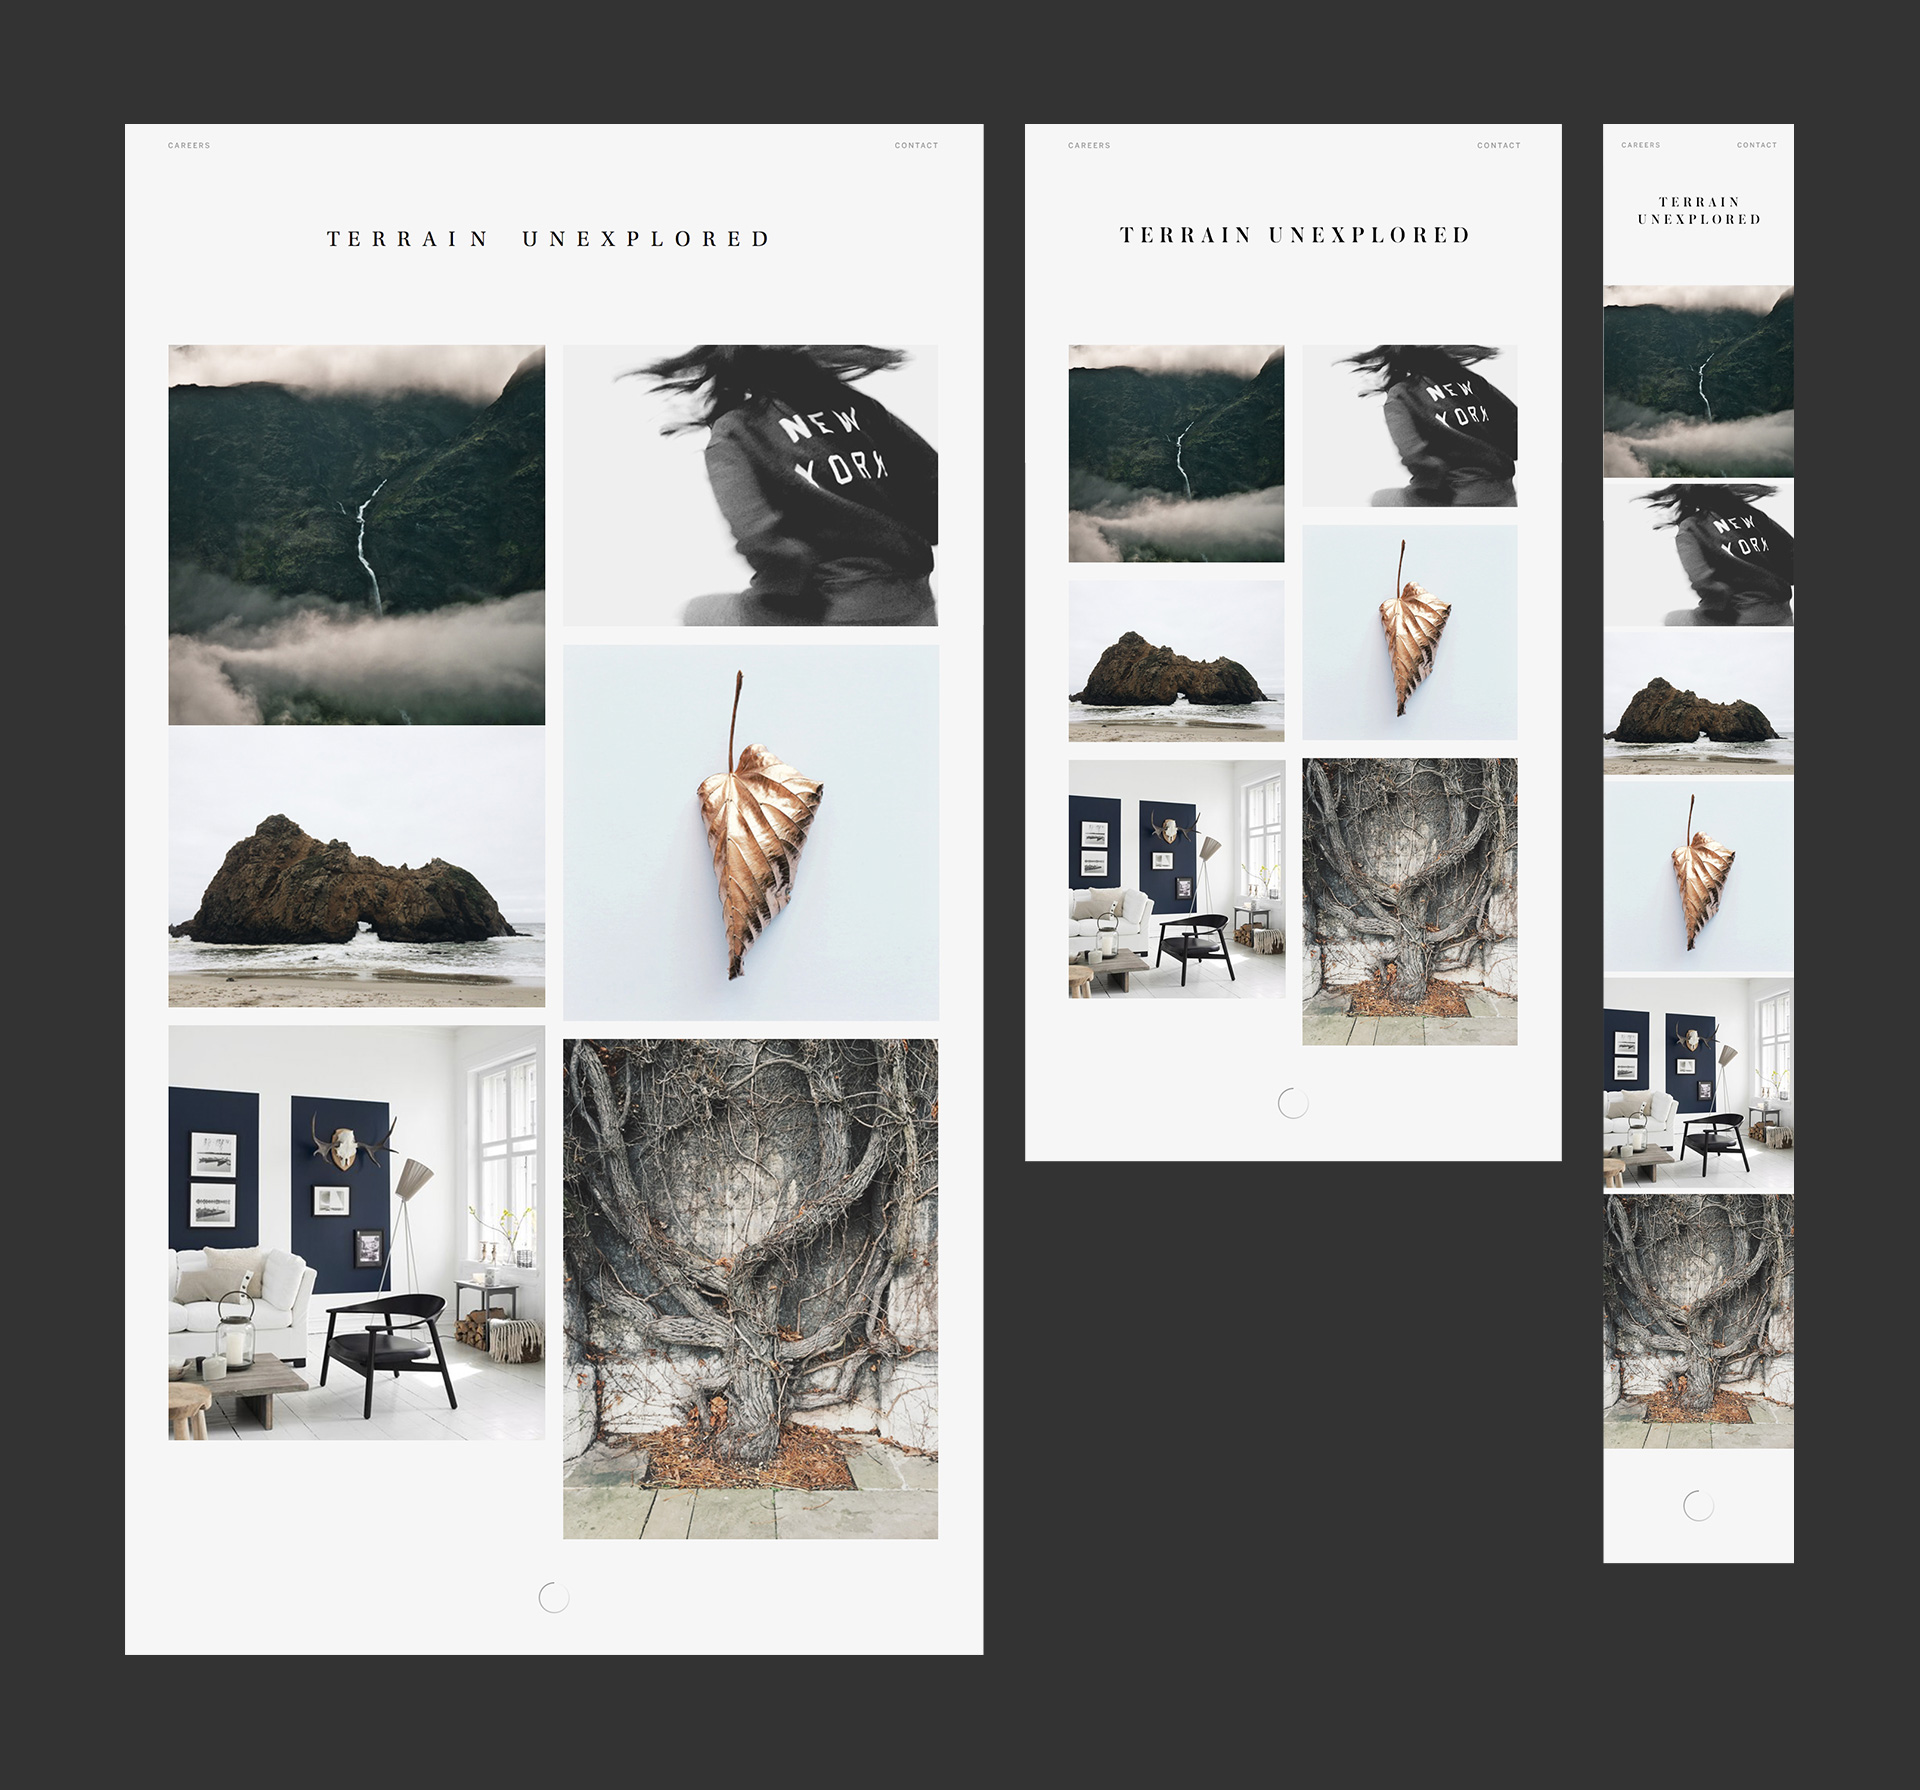 CAREERS
CONTACT
TERRAIN UNEXPLORED
NEW
YORK
CAREERS
CONTACT
TERRAIN UNEXPLORED
NEW
YORK
CAREERS
CONTACT
TERRAIN
UNEXPLORED
NEW
YORK